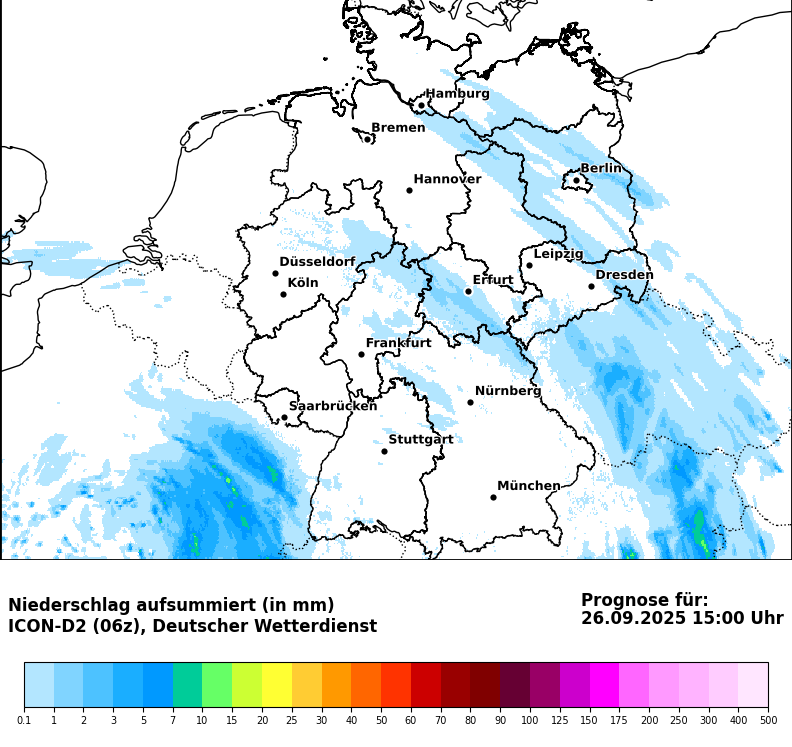 Hamburg
Bremen
Berlin
Hannover
Leipzig
Düsseldorf
Dresden
Köln
Erfurt
Frankfurt
Nürnberg
Saarbrücken
Stuttgart
München
Niederschlag aufsummiert (in mm)
ICON-D2 (06z), Deutscher Wetterdienst
Prognose für:
26.09.2025 15:00 Uhr
0.1 1 2 3 5 7 10 15 20 25 30 40 50 60 70 80 90 100 125 150 175 200 250 300 400 500